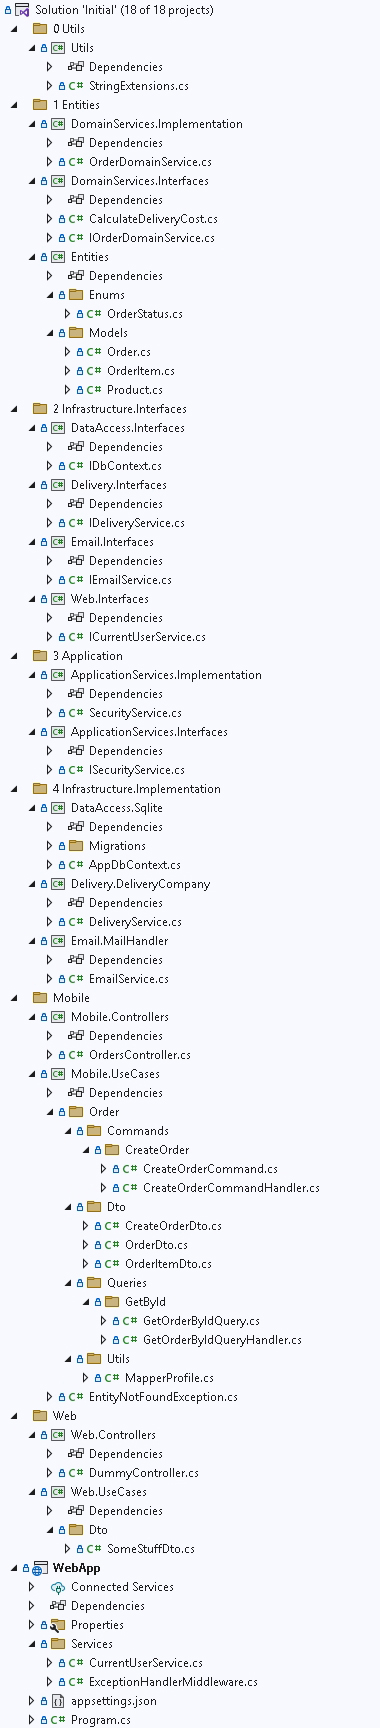 Solution 'Initial' (18 of 18 projects)
0 Utils
C# Utils
Dependencies
C# StringExtensions.cs
1 Entities
C# DomainServices.Implementation
Dependencies
C# OrderDomainService.cs
C# DomainServices.Interfaces
Dependencies
C# CalculateDeliveryCost.cs
C# IOrderDomainService.cs
C# Entities
Dependencies
Enums
C# OrderStatus.cs
Models
C# Order.cs
C# OrderItem.cs
C# Product.cs
2 Infrastructure.Interfaces
C# DataAccess.Interfaces
Dependencies
C# IDbContext.cs
C# Delivery.Interfaces
Dependencies
C# IDeliveryService.cs
C# Email.Interfaces
Dependencies
C# IEmailService.cs
C# Web.Interfaces
Dependencies
C# ICurrentUserService.cs
3 Application
C# ApplicationServices.Implementation
Dependencies
C# SecurityService.cs
C# ApplicationServices.Interfaces
Dependencies
C# ISecurityService.cs
4 Infrastructure.Implementation
C# DataAccess.Sqlite
Dependencies
Migrations
C# AppDbContext.cs
C# Delivery.DeliveryCompany
Dependencies
C# DeliveryService.cs
C# Email.MailHandler
Dependencies
C# EmailService.cs
Mobile
C# Mobile.Controllers
Dependencies
C# OrdersController.cs
C# Mobile.UseCases
Dependencies
Order
Commands
CreateOrder
C# CreateOrderCommand.cs
C# CreateOrderCommandHandler.cs
Dto
C# CreateOrderDto.cs
C# OrderDto.cs
C# OrderItemDto.cs
Queries
GetById
C# GetOrderByIdQuery.cs
C# GetOrderByIdQueryHandler.cs
Utils
C# MapperProfile.cs
C# EntityNotFoundException.cs
Web
C# Web.Controllers
Dependencies
C# DummyController.cs
C# Web.UseCases
Dependencies
Dto
C# SomeStuffDto.cs
WebApp
Connected Services
Dependencies
Properties
Services
C# CurrentUserService.cs
C# ExceptionHandlerMiddleware.cs
appsettings.json
C# Program.cs